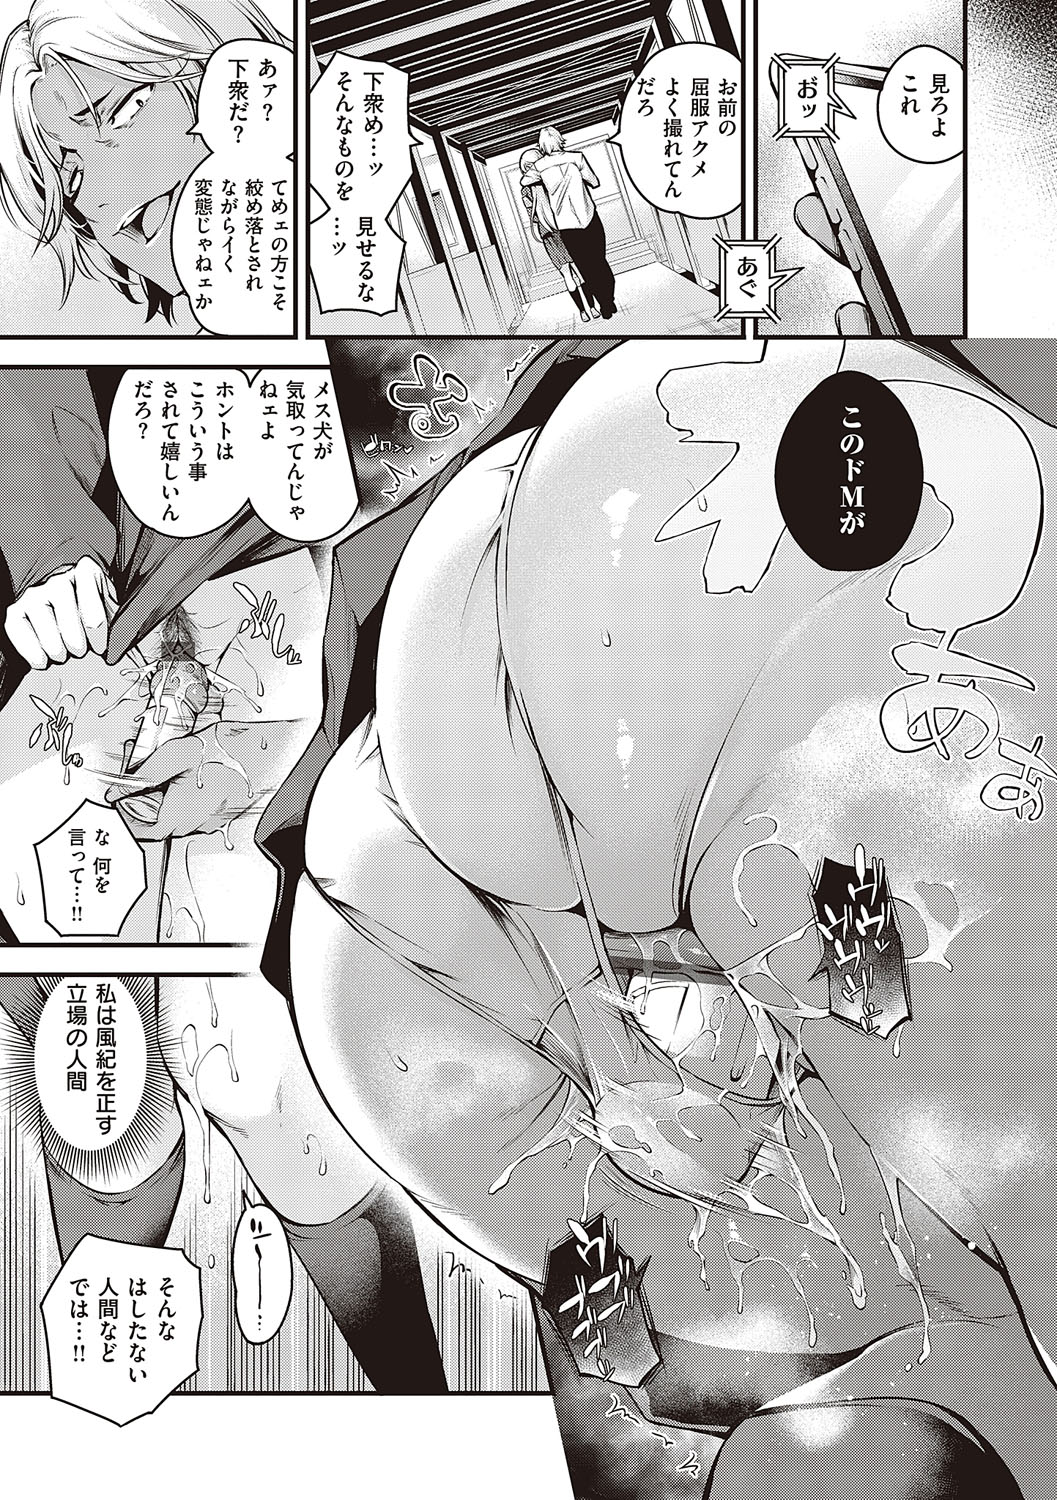 見ろよ
これ
おッ
あぐ
お前の
屈服アクメ
よく撮れてん
だろ
下衆め…ッ
そんなものを
見せるな
…ッ
あァ？
下衆だ？
てめェの方こそ
絞め落とされ
ながらイく
変態じゃねェか
このドMが
メス犬が
気取ってんじゃ
ねェよ
ホントは
こういう事
されて嬉しいん
だろ？
な 何を
言って…!!
私は風紀を正す
立場の人間
そんな
はしたない
人間など
では…!!